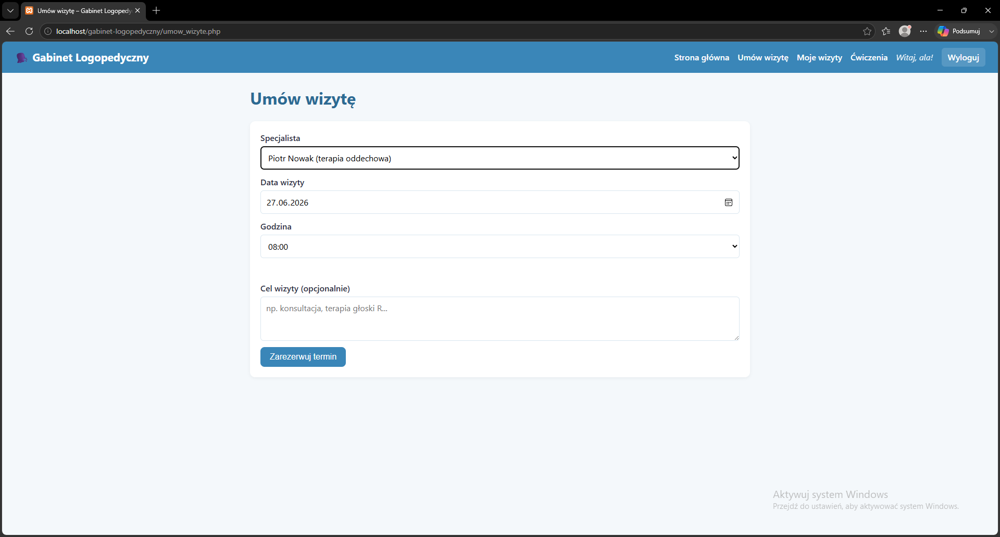 Umów wizytę – Gabinet Logopedy
localhost/gabinet-logopedyczny/umow_wizyte.php
Podsumuj
Gabinet Logopedyczny
Strona główna Umów wizytę Moje wizyty Ćwiczenia Witaj, ala! Wyloguj
Umów wizytę
Specjalista
Piotr Nowak (terapia oddechowa)
Data wizyty
27.06.2026
Godzina
08:00
Cel wizyty (opcjonalnie)
np. konsultacja, terapia głoski R...
Zarezerwuj termin
Aktywuj system Windows
Przejdź do ustawień, aby aktywować system Windows.